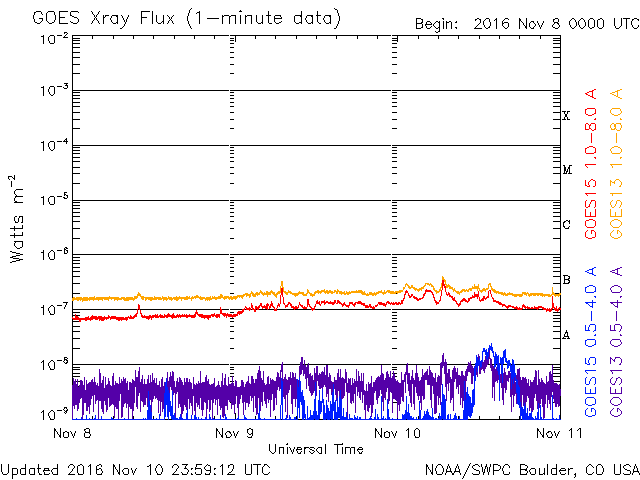 GOES Xray Flux (1-minute data)
Begin: 2016 Nov 8 0000 UTC
10⁻²
10⁻³
10⁻⁴
10⁻⁵
10⁻⁶
10⁻⁷
10⁻⁸
10⁻⁹
Watts m⁻²
X
M
C
B
A
GOES15 1.0-8.0 A
GOES13 1.0-8.0 A
GOES15 0.5-4.0 A
GOES13 0.5-4.0 A
Nov 8
Nov 9
Nov 10
Nov 11
Universal Time
Updated 2016 Nov 10 23:59:12 UTC
NOAA/SWPC Boulder, CO USA